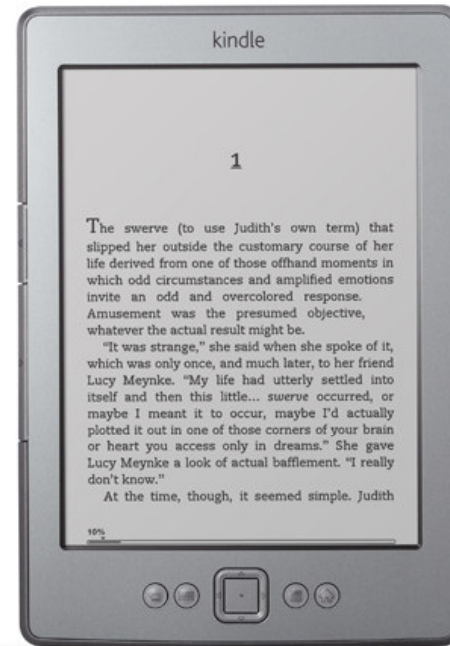 kindle
1
The swerve (to use Judith's own term) that
slipped her outside the customary course of her
life derived from one of those offhand moments in
which odd circumstances and amplified emotions
invite an odd and overcolored response.
Amusement was the presumed objective,
whatever the actual result might be.
"It was strange," she said when she spoke of it,
which was only once, and much later, to her friend
Lucy Meynke. "My life had utterly settled into
itself and then this little... swerve occurred, or
maybe I meant it to occur, maybe I'd actually
plotted it out in one of those corners of your brain
or heart you access only in dreams." She gave
Lucy Meynke a look of actual bafflement. "I really
don't know."
At the time, though, it seemed simple. Judith
10%